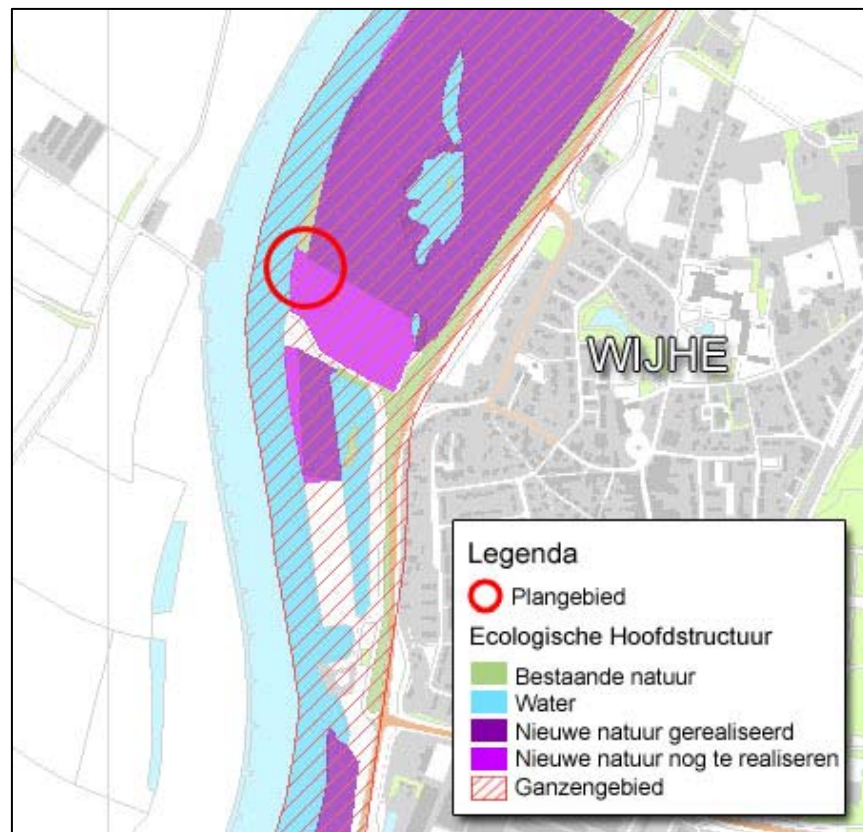 WIJHE
Legenda
Plangebied
Ecologische Hoofdstructuur
Bestaande natuur
Water
Nieuwe natuur gerealiseerd
Nieuwe natuur nog te realiseren
Ganzengebied